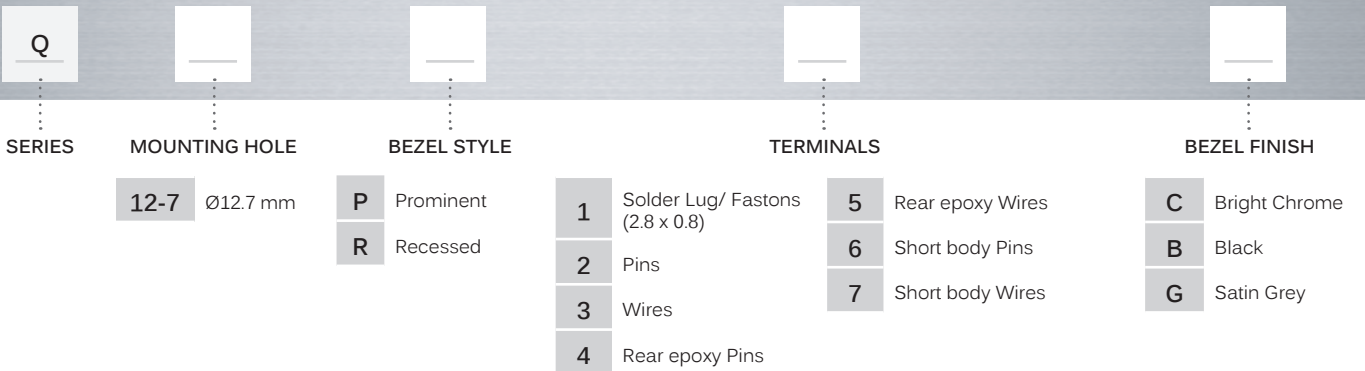 Q
SERIES
MOUNTING HOLE
BEZEL STYLE
TERMINALS
BEZEL FINISH
12-7 Ø12.7 mm
P Prominent
R Recessed
1 Solder Lug/ Fastons
(2.8 x 0.8)
2 Pins
3 Wires
4 Rear epoxy Pins
5 Rear epoxy Wires
6 Short body Pins
7 Short body Wires
C Bright Chrome
B Black
G Satin Grey